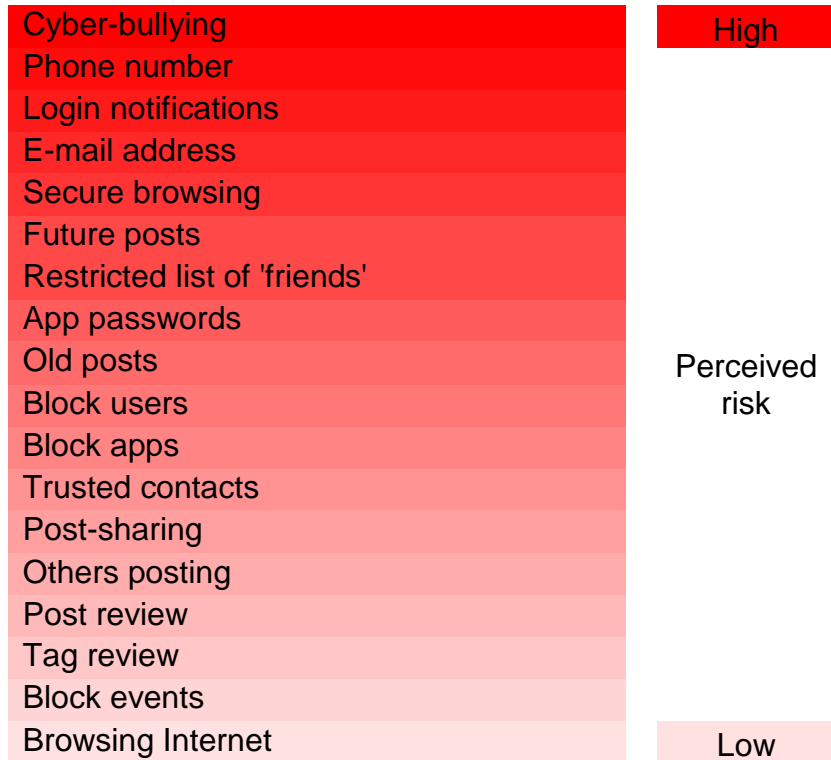 Cyber-bullying
Phone number
Login notifications
E-mail address
Secure browsing
Future posts
Restricted list of 'friends'
App passwords
Old posts
Block users
Block apps
Trusted contacts
Post-sharing
Others posting
Post review
Tag review
Block events
Browsing Internet
High
Perceived
risk
Low